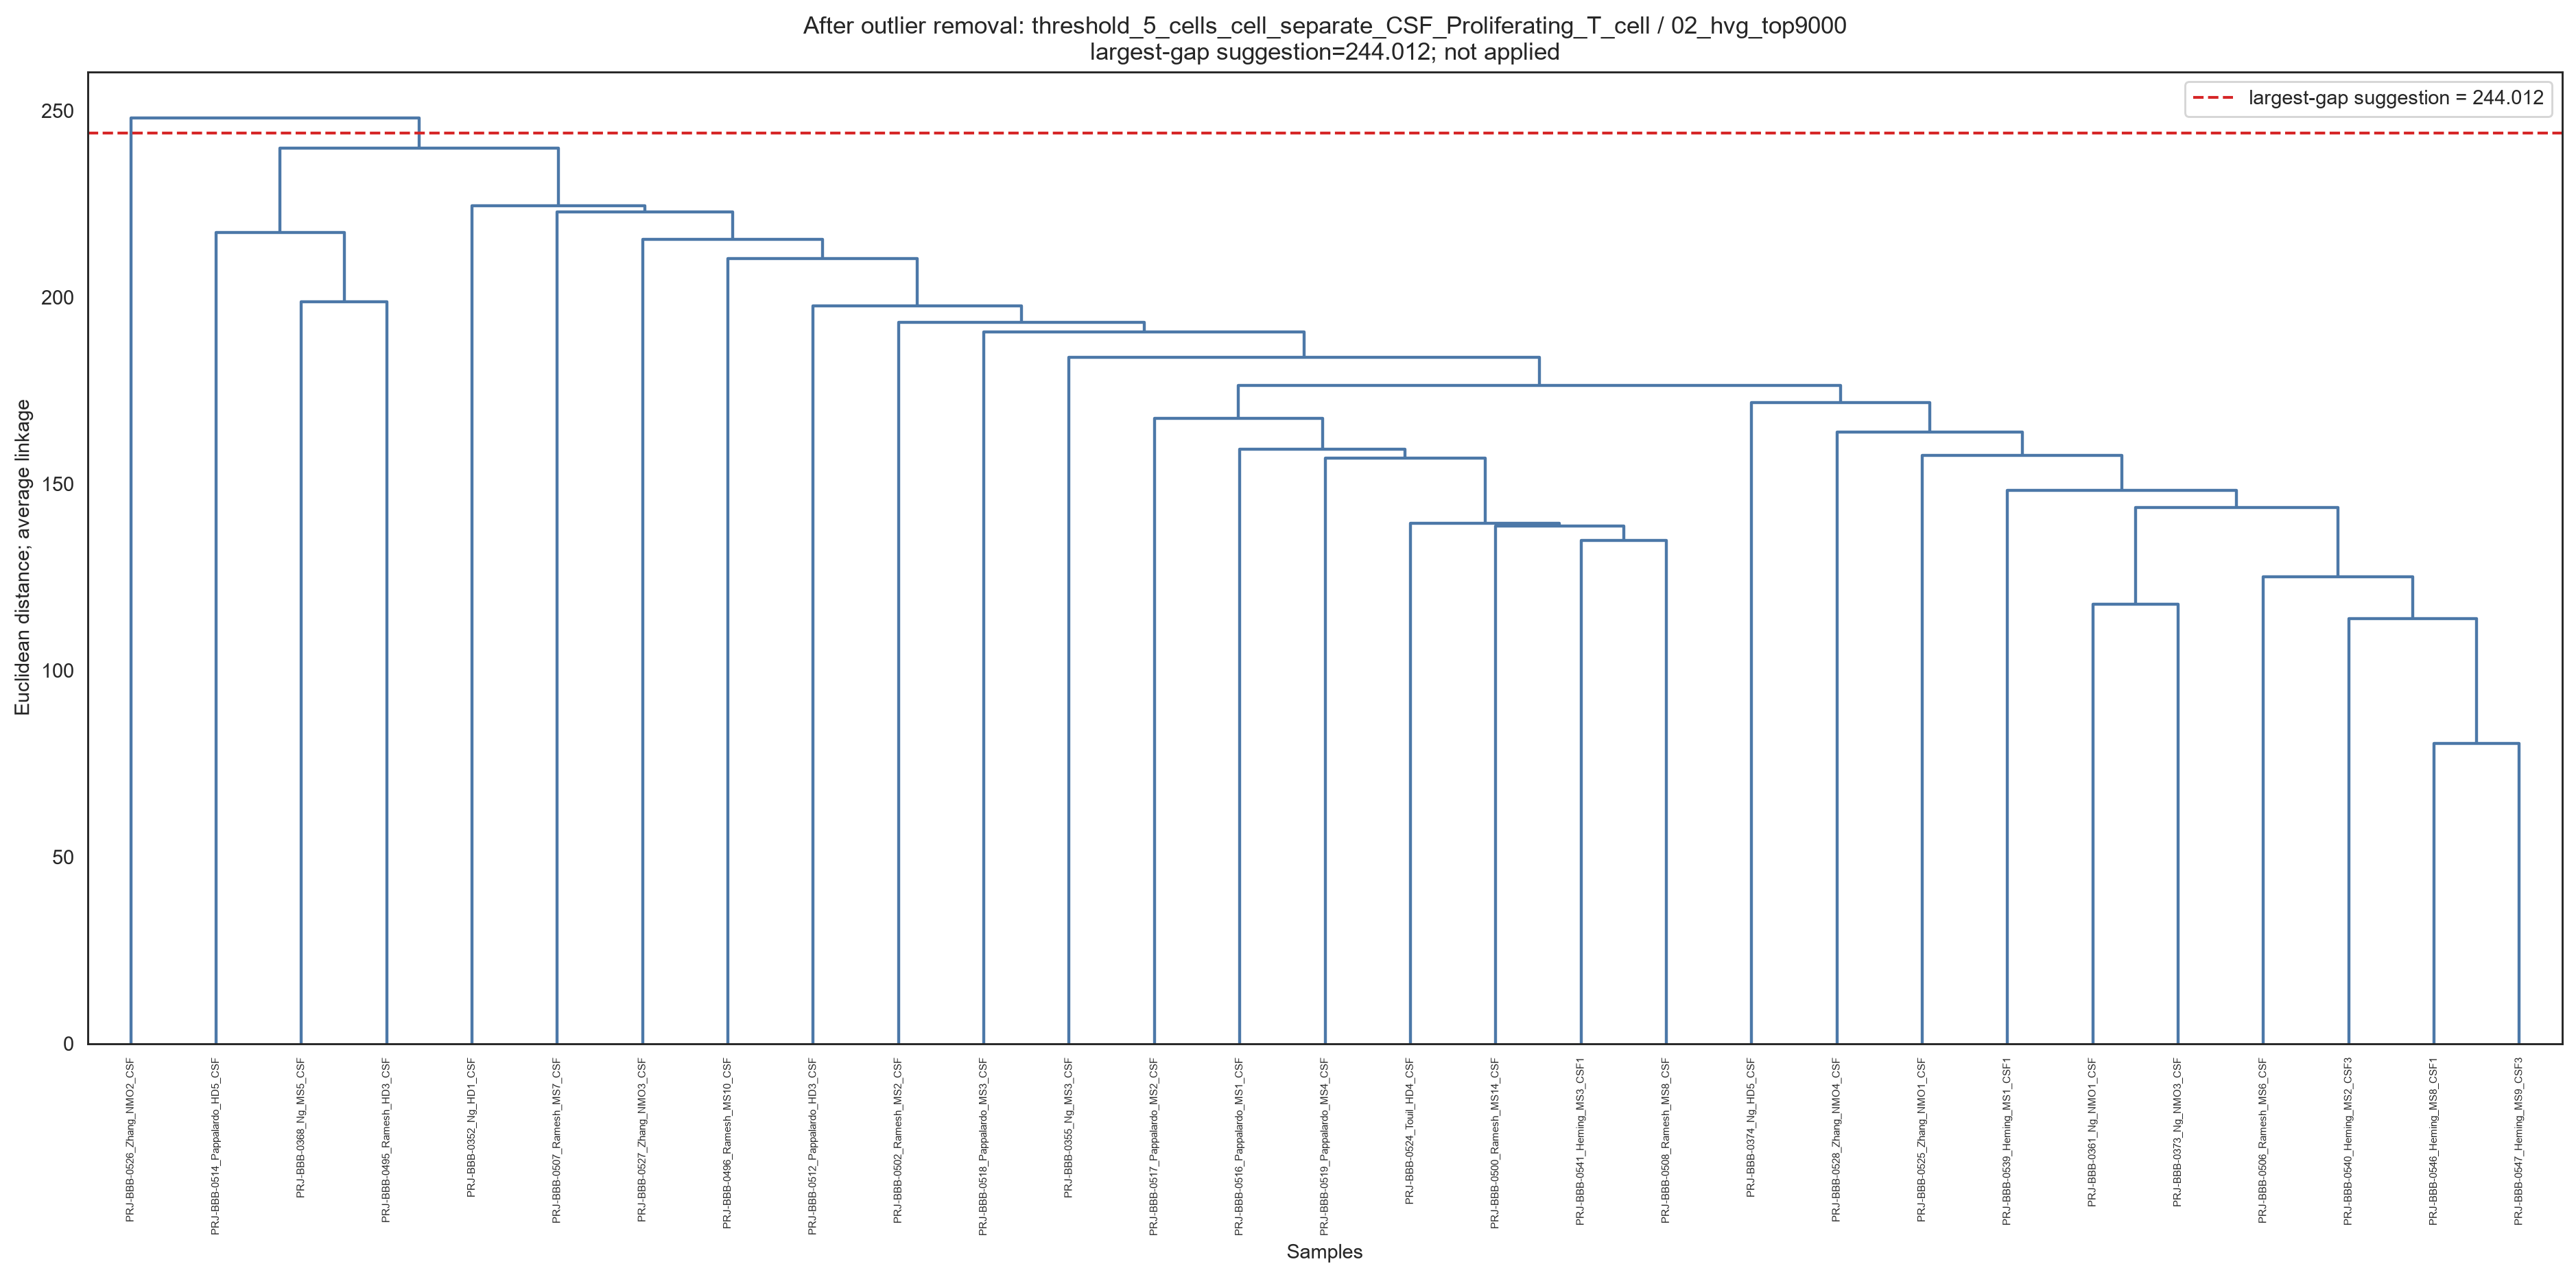 After outlier removal: threshold_5_cells_cell_separate_CSF_Proliferating_T_cell / 02_hvg_top9000
largest-gap suggestion=244.012; not applied
largest-gap suggestion = 244.012
Euclidean distance; average linkage
250
200
150
100
50
0
PRJ-BBB-0526_Zhang_NMO2_CSF
PRJ-BBB-0514_Pappalardo_HD5_CSF
PRJ-BBB-0368_Ng_MS5_CSF
PRJ-BBB-0495_Ramesh_HD3_CSF
PRJ-BBB-0352_Ng_HD1_CSF
PRJ-BBB-0507_Ramesh_MS7_CSF
PRJ-BBB-0527_Zhang_NMO3_CSF
PRJ-BBB-0496_Ramesh_MS10_CSF
PRJ-BBB-0512_Pappalardo_HD3_CSF
PRJ-BBB-0502_Ramesh_MS2_CSF
PRJ-BBB-0518_Pappalardo_MS3_CSF
PRJ-BBB-0355_Ng_MS3_CSF
PRJ-BBB-0517_Pappalardo_MS2_CSF
PRJ-BBB-0516_Pappalardo_MS1_CSF
PRJ-BBB-0519_Pappalardo_MS4_CSF
PRJ-BBB-0524_Touil_HD4_CSF
PRJ-BBB-0500_Ramesh_MS14_CSF
PRJ-BBB-0541_Heming_MS3_CSF1
PRJ-BBB-0508_Ramesh_MS8_CSF
PRJ-BBB-0374_Ng_HD5_CSF
PRJ-BBB-0528_Zhang_NMO4_CSF
PRJ-BBB-0525_Zhang_NMO1_CSF
PRJ-BBB-0539_Heming_MS1_CSF1
PRJ-BBB-0361_Ng_NMO1_CSF
PRJ-BBB-0373_Ng_NMO3_CSF
PRJ-BBB-0506_Ramesh_MS6_CSF
PRJ-BBB-0540_Heming_MS2_CSF3
PRJ-BBB-0546_Heming_MS8_CSF1
PRJ-BBB-0547_Heming_MS9_CSF3
Samples